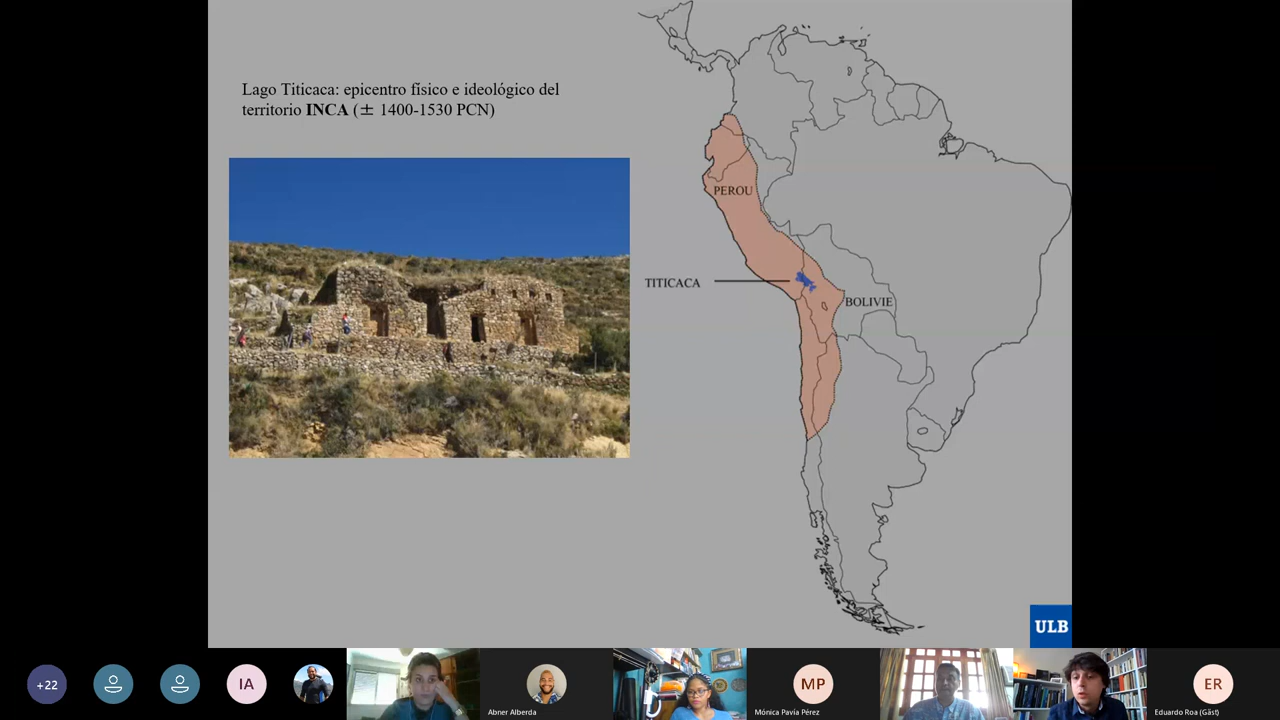 Lago Titicaca: epicentro físico e ideológico del
territorio INCA (± 1400-1530 PCN)
PEROU
TITICACA
BOLIVIE
ULB
+22
IA
Abner Alberda
MP
Mónica Pavía Pérez
ER
Eduardo Roa (Gäst)